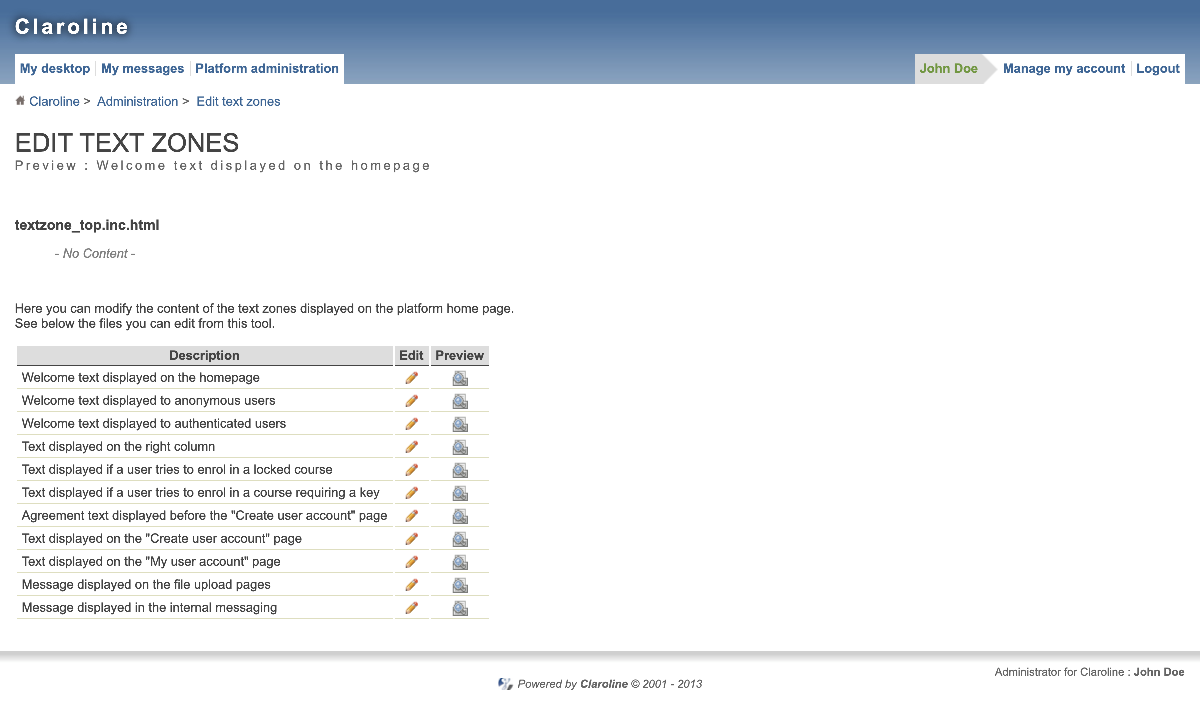 Claroline
My desktop My messages Platform administration
John Doe Manage my account Logout
Claroline > Administration > Edit text zones
EDIT TEXT ZONES
Preview : Welcome text displayed on the homepage
textzone_top.inc.html
- No Content -
Here you can modify the content of the text zones displayed on the platform home page.
See below the files you can edit from this tool.
Description Edit Preview
Welcome text displayed on the homepage
Welcome text displayed to anonymous users
Welcome text displayed to authenticated users
Text displayed on the right column
Text displayed if a user tries to enrol in a locked course
Text displayed if a user tries to enrol in a course requiring a key
Agreement text displayed before the "Create user account" page
Text displayed on the "Create user account" page
Text displayed on the "My user account" page
Message displayed on the file upload pages
Message displayed in the internal messaging
Administrator for Claroline : John Doe
Powered by Claroline © 2001 - 2013